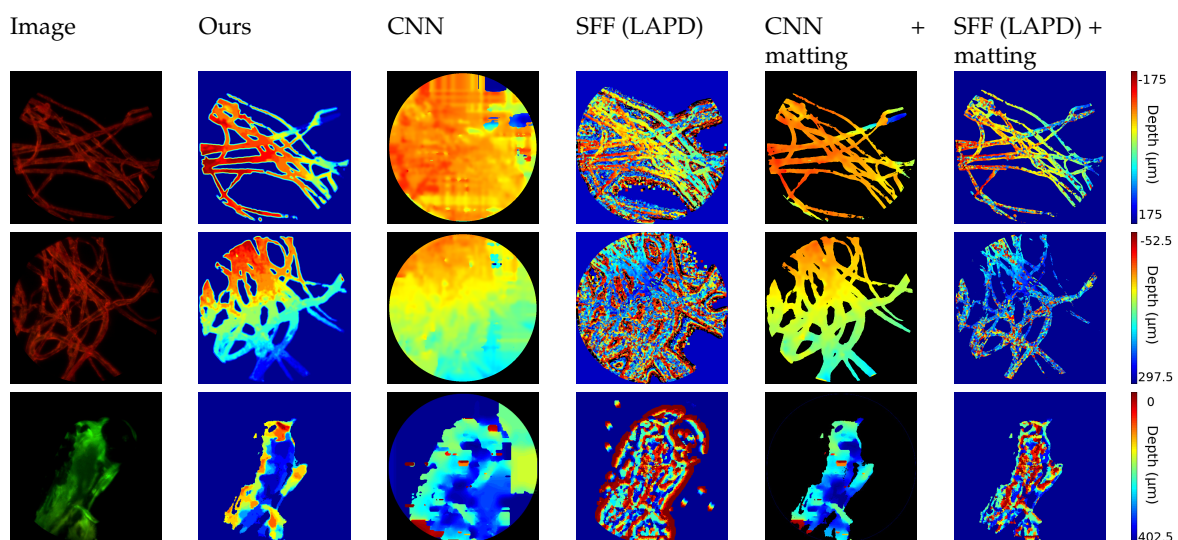 Image Ours CNN SFF (LAPD) CNN + SFF (LAPD) +
matting matting
-175
Depth (μm)
175
-52.5
Depth (μm)
297.5
0
Depth (μm)
402.5